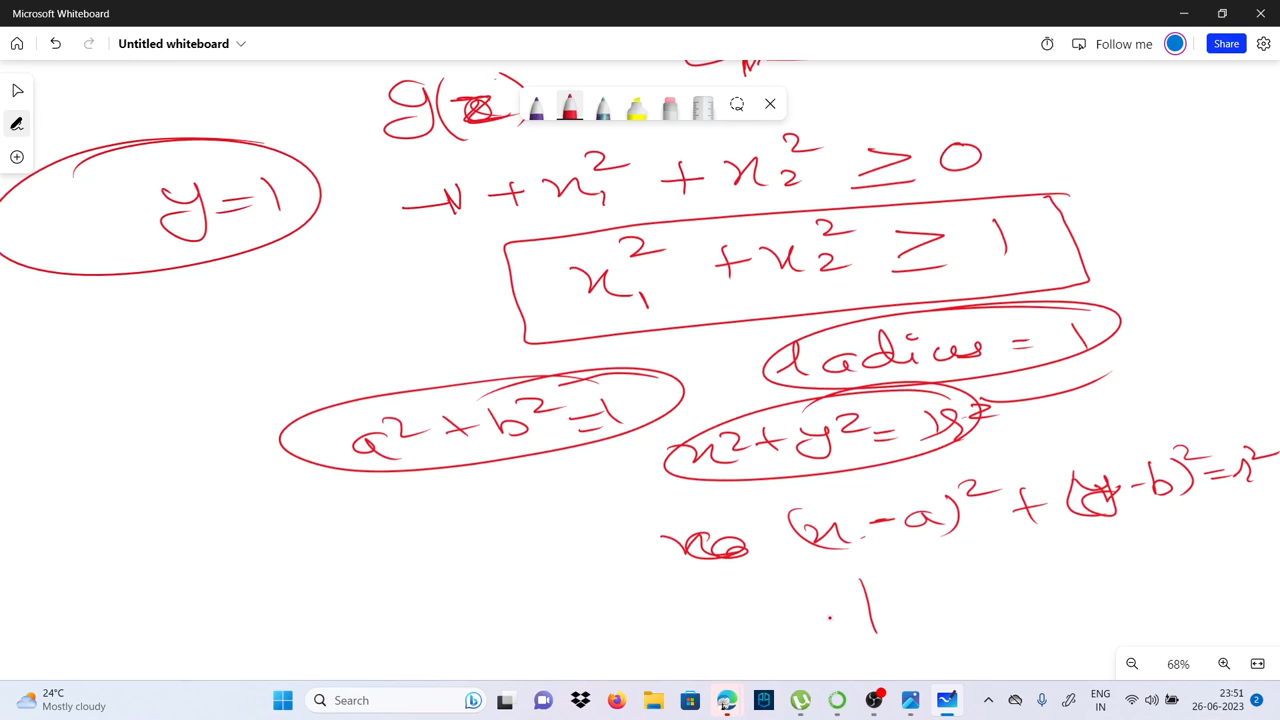 Microsoft Whiteboard
Untitled whiteboard
Follow me
Share
g(
y=1
-1 + x₁² + x₂² ≥ 0
x₁² + x₂² ≥ 1
radius = 1
a² + b² = 1
x² + y² = r²
(x - a)² + (y - b)² = r²
68%
24°C
Mostly cloudy
Search
ENG
IN
23:51
26-06-2023
2